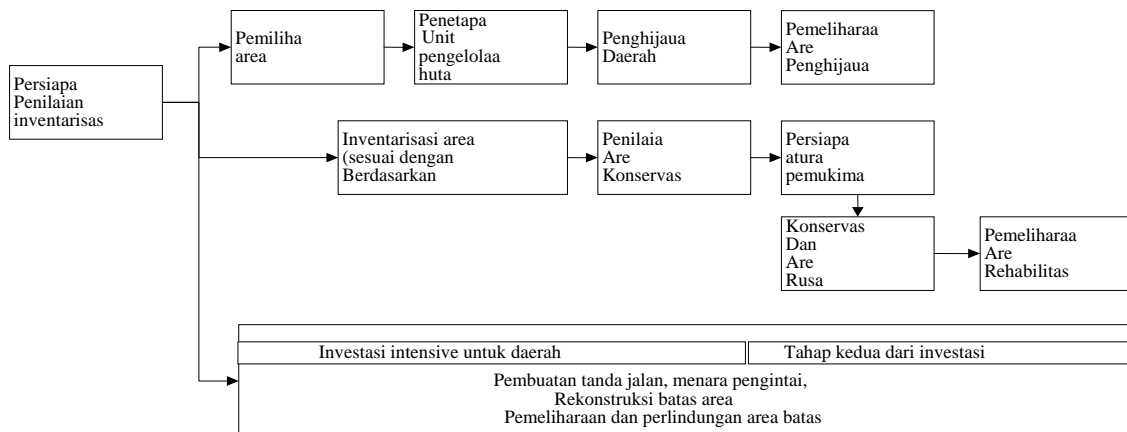 Persiapa
Penilaian
inventarisas
Pemiliha
area
Penetapa
Unit
pengelolaa
huta
Penghijaua
Daerah
Pemeliharaa
Are
Penghijaua
Inventarisasi area
(sesuai dengan
Berdasarkan
Penilaia
Are
Konservas
Persiapa
atura
pemukima
Konservas
Dan
Are
Rusa
Pemeliharaa
Are
Rehabilitas
Investasi intensive untuk daerah
Tahap kedua dari investasi
Pembuatan tanda jalan, menara pengintai,
Rekonstruksi batas area
Pemeliharaan dan perlindungan area batas